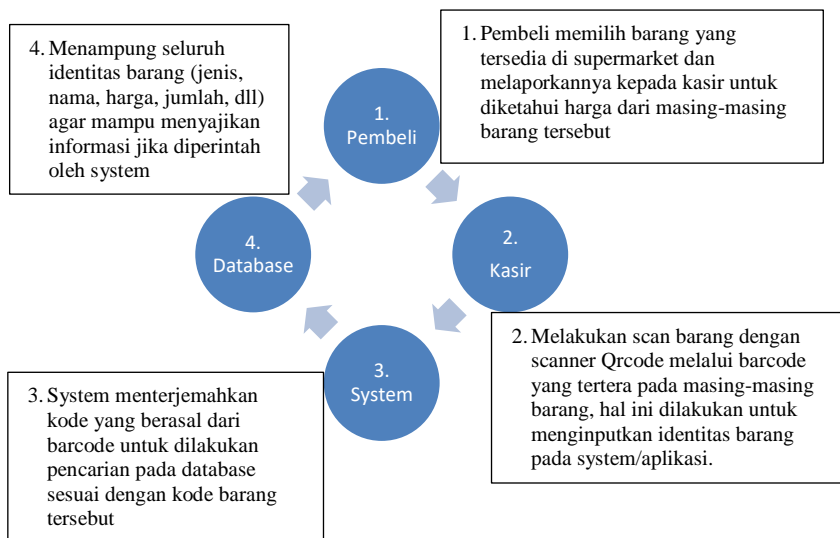 4. Menampung seluruh
identitas barang (jenis,
nama, harga, jumlah, dll)
agar mampu menyajikan
informasi jika diperintah
oleh system
1. Pembeli memilih barang yang
tersedia di supermarket dan
melaporkannya kepada kasir untuk
diketahui harga dari masing-masing
barang tersebut
1.
Pembeli
4.
Database
2.
Kasir
3.
System
3. System menterjemahkan
kode yang berasal dari
barcode untuk dilakukan
pencarian pada database
sesuai dengan kode barang
tersebut
2. Melakukan scan barang dengan
scanner Qrcode melalui barcode
yang tertera pada masing-masing
barang, hal ini dilakukan untuk
menginputkan identitas barang
pada system/aplikasi.